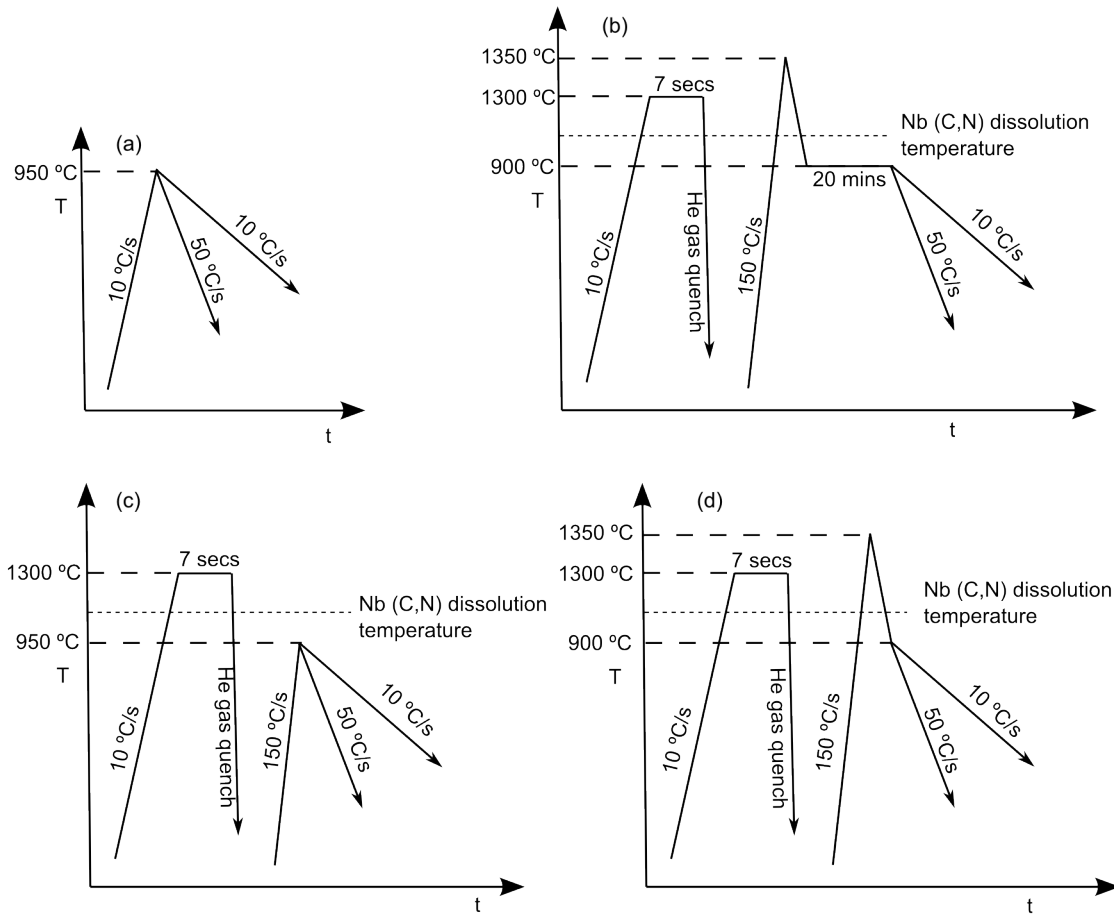 (a)
950 ºC
T
10 ºC/s
50 ºC/s
10 ºC/s
t
(b)
1350 ºC
1300 ºC
7 secs
Nb (C,N) dissolution
temperature
900 ºC
20 mins
T
10 ºC/s
He gas quench
150 ºC/s
50 ºC/s
10 ºC/s
t
(c)
1300 ºC
7 secs
Nb (C,N) dissolution
temperature
950 ºC
T
10 ºC/s
He gas quench
150 ºC/s
50 ºC/s
10 ºC/s
t
(d)
1350 ºC
1300 ºC
7 secs
Nb (C,N) dissolution
temperature
900 ºC
T
10 ºC/s
He gas quench
150 ºC/s
50 ºC/s
10 ºC/s
t